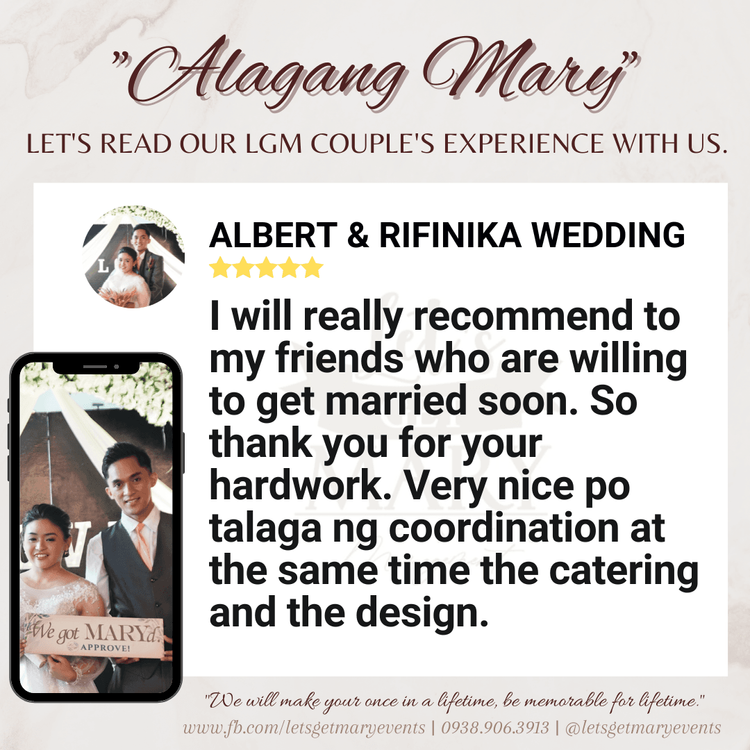 "Alagang Mary"
LET'S READ OUR LGM COUPLE'S EXPERIENCE WITH US.
ALBERT & RIFINIKA WEDDING
I will really recommend to
my friends who are willing
to get married soon. So
thank you for your
hardwork. Very nice po
talaga ng coordination at
the same time the catering
and the design.
Let's
GET
MARY
L
W
We got MARYd.
APPROVE!
"We will make your once in a lifetime, be memorable for lifetime."
www.fb.com/letsgetmaryevents | 0938.906.3913 | @letsgetmaryevents